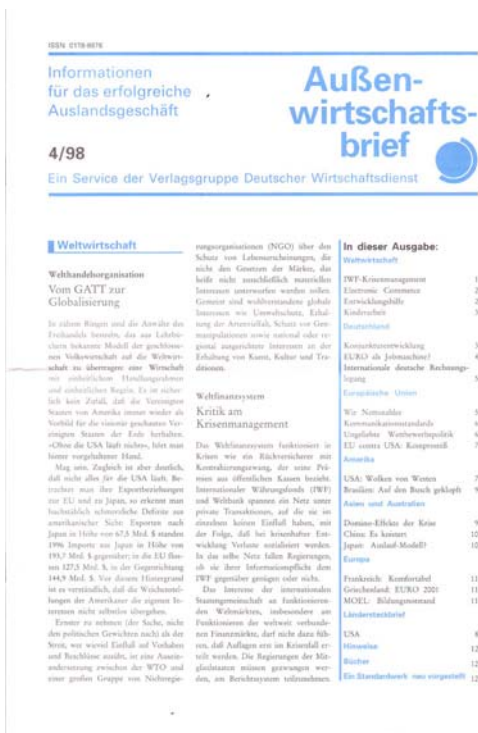 ISSN 0179-9976
Informationen
für das erfolgreiche
Auslandsgeschäft
Außen-
wirtschafts-
brief
4/98
Ein Service der Verlagsgruppe Deutscher Wirtschaftsdienst
Weltwirtschaft
Welthandelsorganisation
Vom GATT zur
Globalisierung
In zähem Ringen sind die Anwälte des
Freihandels bemüht, das aus Lehrbü-
chern bekannte Modell der geschlosse-
nen Volkswirtschaft auf die Weltwirt-
schaft zu übertragen: eine Wirtschaft
mit einheitlichem Handlungsrahmen
und einheitlichen Regeln. Es ist sicher-
lich kein Zufall, daß die Vereinigten
Staaten von Amerika immer wieder als
Vorbild für die visionär geschauten Ver-
einigten Staaten der Erde herhalten.
«Ohne die USA läuft nichts», hört man
hinter vorgehaltener Hand.
Mag sein. Zugleich ist aber deutlich,
daß nicht alles für die USA läuft. Be-
trachtet man ihre Exportbeziehungen
zur EU und zu Japan, so erkennt man
buchstäblich schmerzliche Defizite aus
amerikanischer Sicht: Exporten nach
Japan in Höhe von 67,5 Mrd. $ standen
1996 Importe aus Japan in Höhe von
193,7 Mrd. $ gegenüber; in die EU flos-
sen 127,5 Mrd. $, in der Gegenrichtung
144,9 Mrd. $. Vor diesem Hintergrund
ist es verständlich, daß die Weichenstel-
lungen der Amerikaner die eigenen In-
teressen nicht selbstlos übergehen.
Ernster zu nehmen (der Sache, nicht
den politischen Gewichten nach) als der
Streit, wer wieviel Einfluß auf Vorhaben
und Beschlüsse ausübt, ist eine Ausein-
andersetzung zwischen der WTO und
einer großen Gruppe von Nichtregie-
rungsorganisationen (NGO) über den
Schutz von Lebenserscheinungen, die
nicht den Gesetzen der Märkte, das
heißt nicht ausschließlich materiellen
Interessen unterworfen werden sollen.
Gemeint sind wohlverstandene globale
Interessen wie Umweltschutz, Erhal-
tung der Artenvielfalt, Schutz vor Gen-
manipulationen sowie national oder re-
gional ausgerichtete Interessen an der
Erhaltung von Kunst, Kultur und Tra-
ditionen.
Weltfinanzsystem
Kritik am
Krisenmanagement
Das Weltfinanzsystem funktioniert in
Krisen wie ein Rückversicherer mit
Kontrahierungszwang, der seine Prä-
mien aus öffentlichen Kassen bezieht.
Internationaler Währungsfonds (IWF)
und Weltbank spannen ein Netz unter
private Transaktionen, auf die sie im
einzelnen keinen Einfluß haben, mit
der Folge, daß bei krisenhafter Ent-
wicklung Verluste sozialisiert werden.
In das selbe Netz fallen Regierungen,
ob sie ihrer Informationspflicht dem
IWF gegenüber genügen oder nicht.
Das Interesse der internationalen
Staatengemeinschaft an funktionieren-
den Weltmärkten, insbesondere am
Funktionieren der weltweit verbunde-
nen Finanzmärkte, darf nicht dazu füh-
ren, daß Auflagen erst im Krisenfall er-
teilt werden. Die Regierungen der Mit-
gliedstaaten müssen gezwungen wer-
den, am Berichtssystem teilzunehmen.
In dieser Ausgabe:
Weltwirtschaft
IWF-Krisenmanagement 1
Electronic Commerce 2
Entwicklungshilfe 2
Kinderarbeit 3
Deutschland
Konjunkturentwicklung 3
EURO als Jobmaschine? 4
Internationale deutsche Rechnungs-
legung 5
Europäische Union
Wie Nettozahler 5
Kommunikationsstandards 6
Ungeliebte Wettbewerbspolitik 6
EU contra USA: Kompromiß 7
Amerika
USA: Wolken von Westen 7
Brasilien: Auf den Busch geklopft 9
Asien und Australien
Domino-Effekte der Krise 9
China: Es knistert 10
Japan: Auslauf-Modell? 10
Europa
Frankreich: Komfortabel 11
Griechenland: EURO 2001 11
MOEL: Bildungsnotstand 11
Ländersteckbrief
USA 8
Hinweise 12
Bücher 12
Ein Standardwerk neu vorgestellt 12